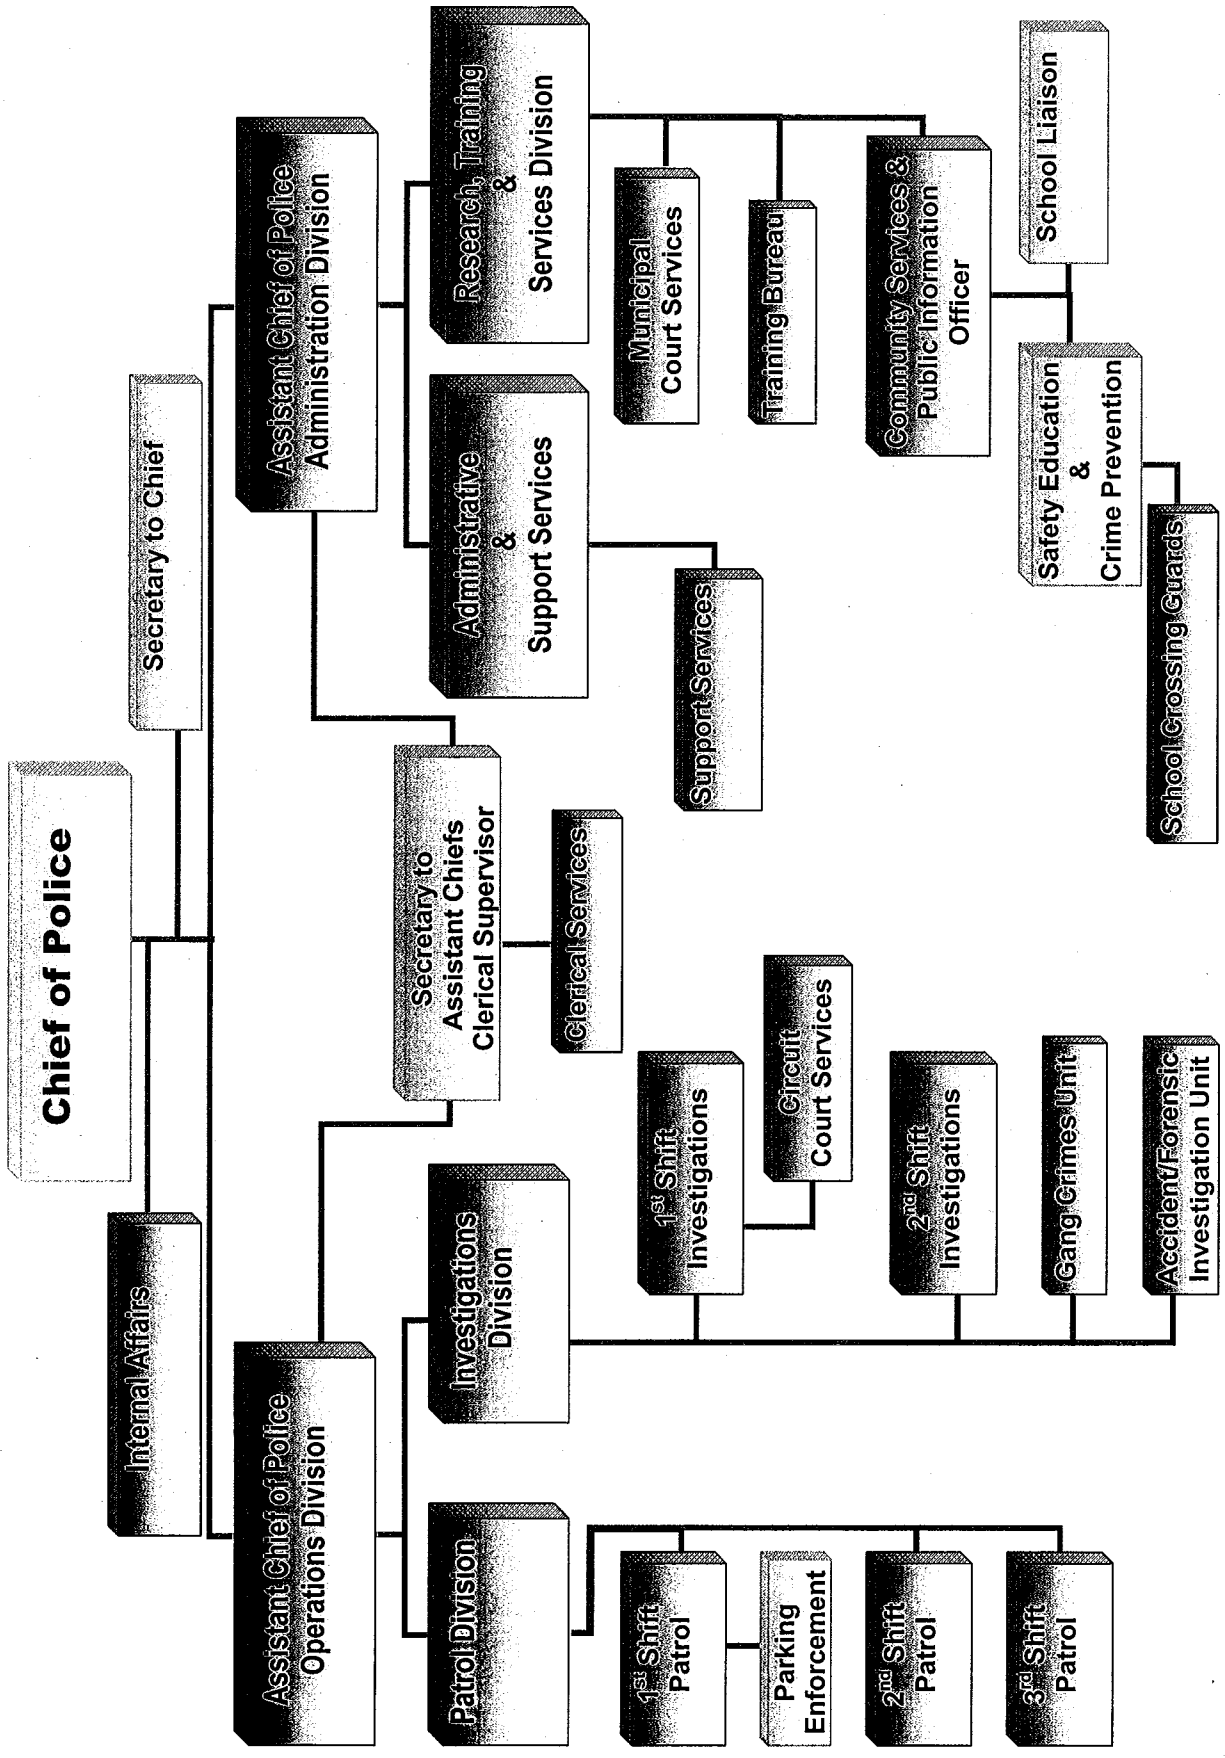 Chief of Police
Internal Affairs
Secretary to Chief
Assistant Chief of Police
Operations Division
Assistant Chief of Police
Administration Division
Secretary to
Assistant Chiefs
Clerical Supervisor
Clerical Services
Patrol Division
Investigations
Division
Administrative
&
Support Services
Research, Training
&
Services Division
1st Shift
Patrol
Parking
Enforcement
2nd Shift
Patrol
3rd Shift
Patrol
1st Shift
Investigations
Circuit
Court Services
2nd Shift
Investigations
Gang Crimes Unit
Accident/Forensic
Investigation Unit
Support Services
Municipal
Court Services
Training Bureau
Community Services &
Public Information
Officer
Safety Education
&
Crime Prevention
School Liaison
School Crossing Guards